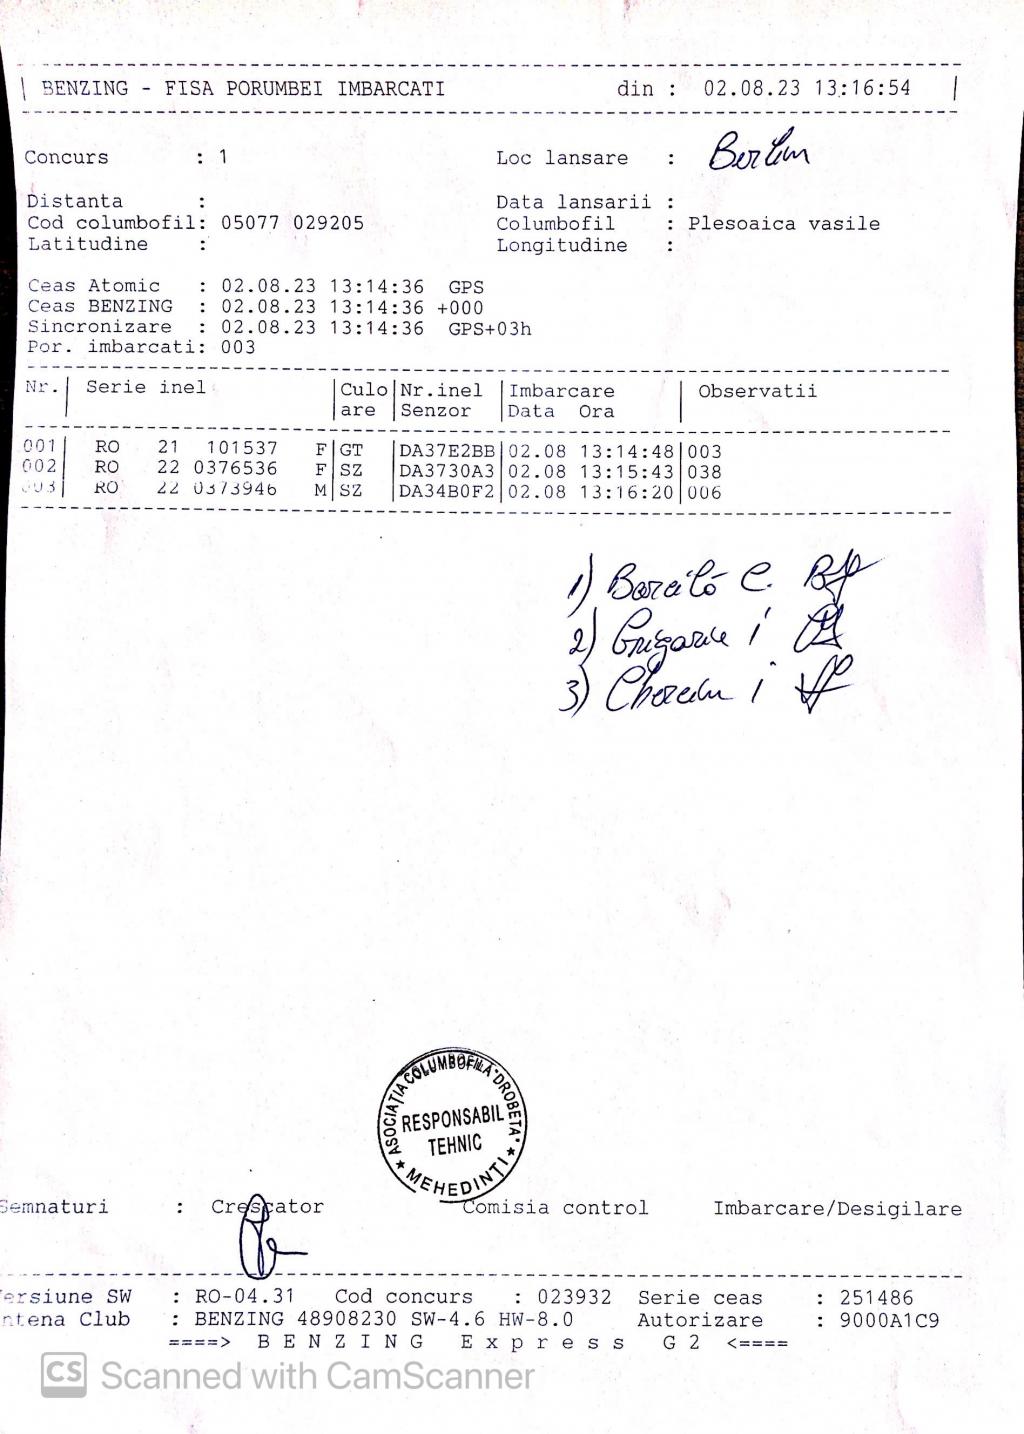 BENZING - FISA PORUMBEI IMBARCATI din : 02.08.23 13:16:54
Concurs : 1 Loc lansare : Berlin
Distanta : Data lansarii :
Cod columbofil: 05077 029205 Columbofil : Plesoaica vasile
Latitudine : Longitudine :
Ceas Atomic : 02.08.23 13:14:36 GPS
Ceas BENZING : 02.08.23 13:14:36 +000
Sincronizare : 02.08.23 13:14:36 GPS+03h
Por. imbarcati: 003
Nr. Serie inel Culo Nr.inel Imbarcare Observatii
are Senzor Data Ora
001 RO 21 101537 F GT DA37E2BB 02.08 13:14:48 003
002 RO 22 0376536 F SZ DA3730A3 02.08 13:15:43 038
003 RO 22 0373946 M SZ DA34B0F2 02.08 13:16:20 006
1) C.
2) Grigorie i
3) i
ASOCIAȚIA COLUMBOFILA "DROBETA"
RESPONSABIL
TEHNIC
★ MEHEDINȚI ★
Semnaturi : Crescator Comisia control Imbarcare/Desigilare
ersiune SW : RO-04.31 Cod concurs : 023932 Serie ceas : 251486
ntena Club : BENZING 48908230 SW-4.6 HW-8.0 Autorizare : 9000A1C9
====> B E N Z I N G E x p r e s s G 2 <====
CS Scanned with CamScanner